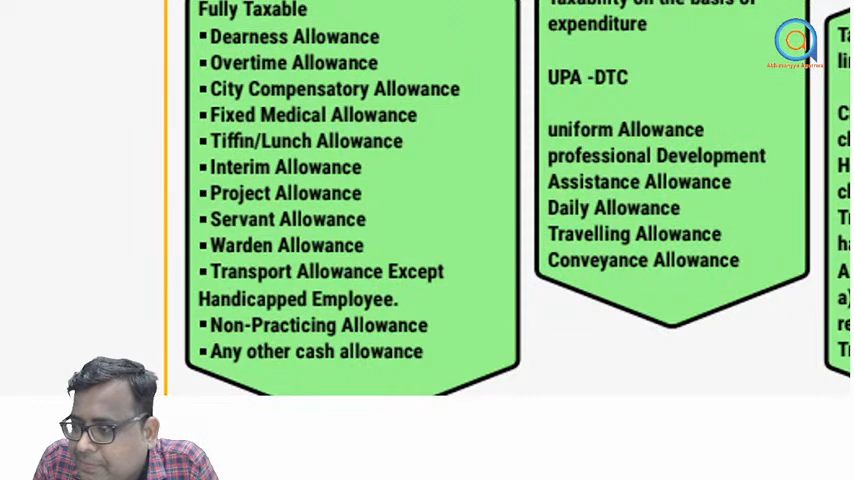 Fully Taxable
▪Dearness Allowance
▪Overtime Allowance
▪City Compensatory Allowance
▪Fixed Medical Allowance
▪Tiffin/Lunch Allowance
▪Interim Allowance
▪Project Allowance
▪Servant Allowance
▪Warden Allowance
▪Transport Allowance Except
Handicapped Employee.
▪Non-Practicing Allowance
▪Any other cash allowance
Taxability on the basis of
expenditure
UPA -DTC
uniform Allowance
professional Development
Assistance Allowance
Daily Allowance
Travelling Allowance
Conveyance Allowance